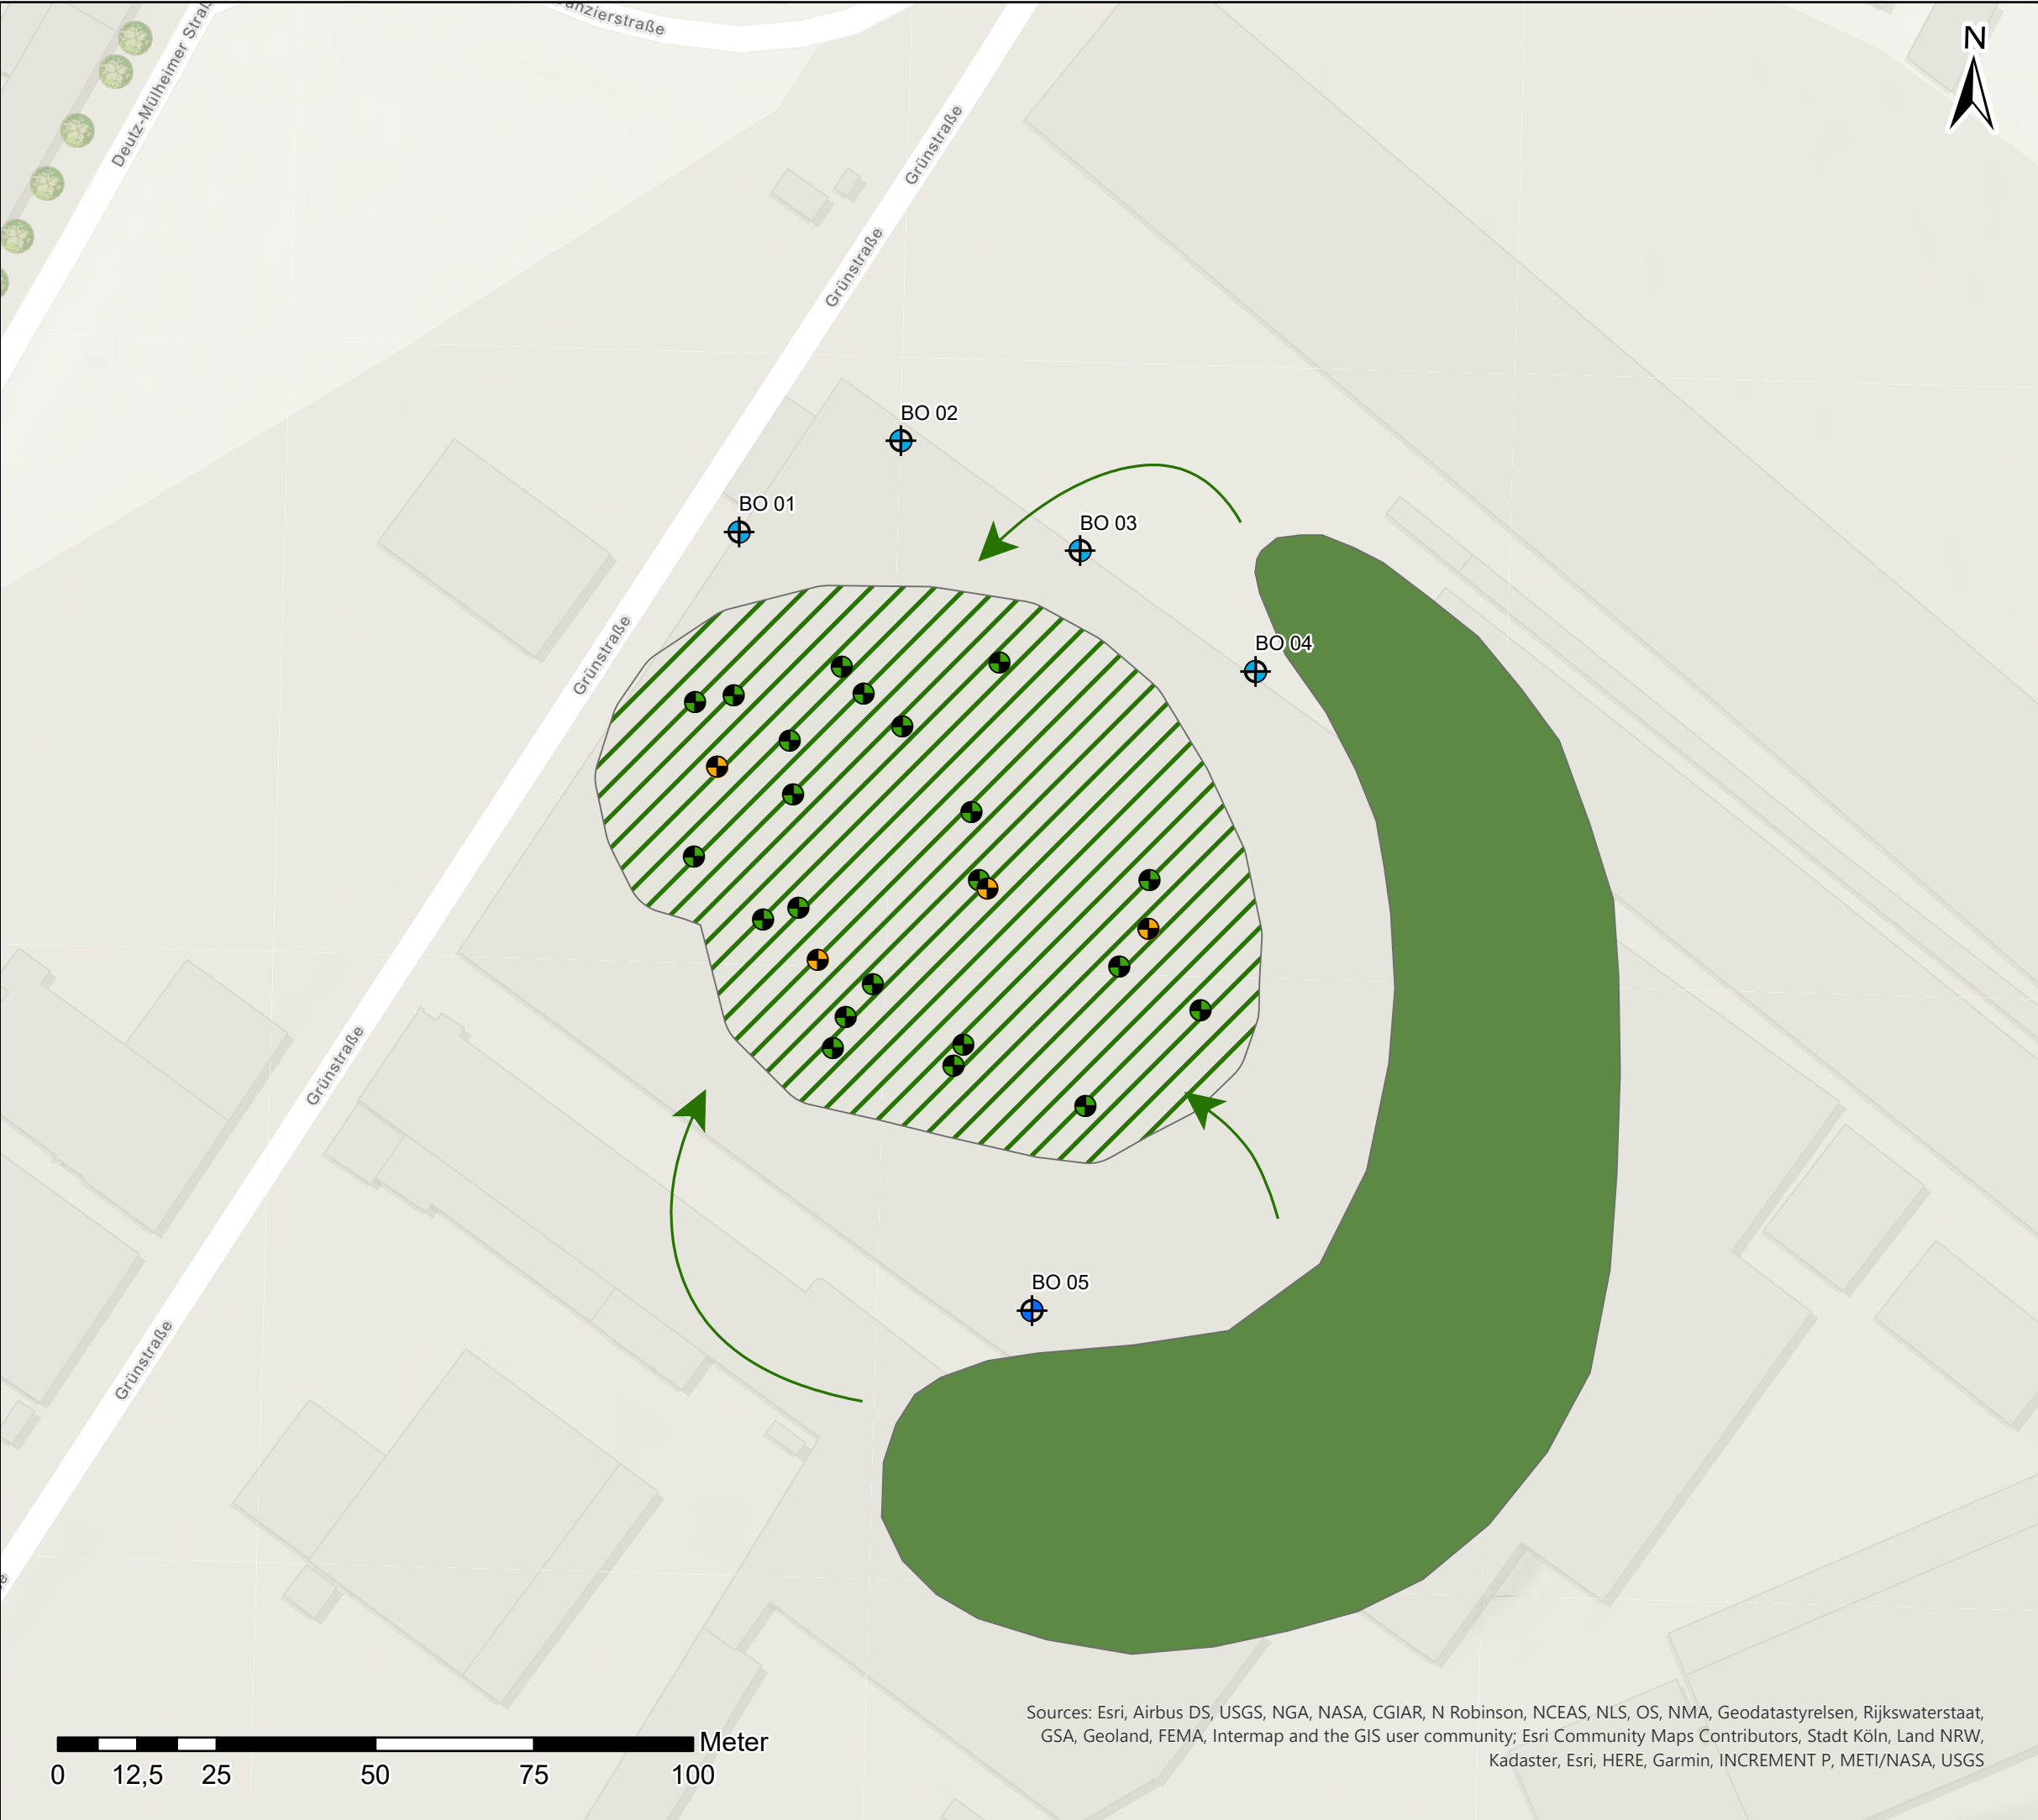 N
Deutz-Mülheimer Straß
anzierstraße
Grünstraße
Grünstraße
BO 02
BO 01
BO 03
Grünstraße
BO 04
Grünstraße
BO 05
Grünstraße
Sources: Esri, Airbus DS, USGS, NGA, NASA, CGIAR, N Robinson, NCEAS, NLS, OS, NMA, Geodatastyrelsen, Rijkswaterstaat,
GSA, Geoland, FEMA, Intermap and the GIS user community; Esri Community Maps Contributors, Stadt Köln, Land NRW,
Kadaster, Esri, HERE, Garmin, INCREMENT P, METI/NASA, USGS
Meter
0 12,5 25 50 75 100